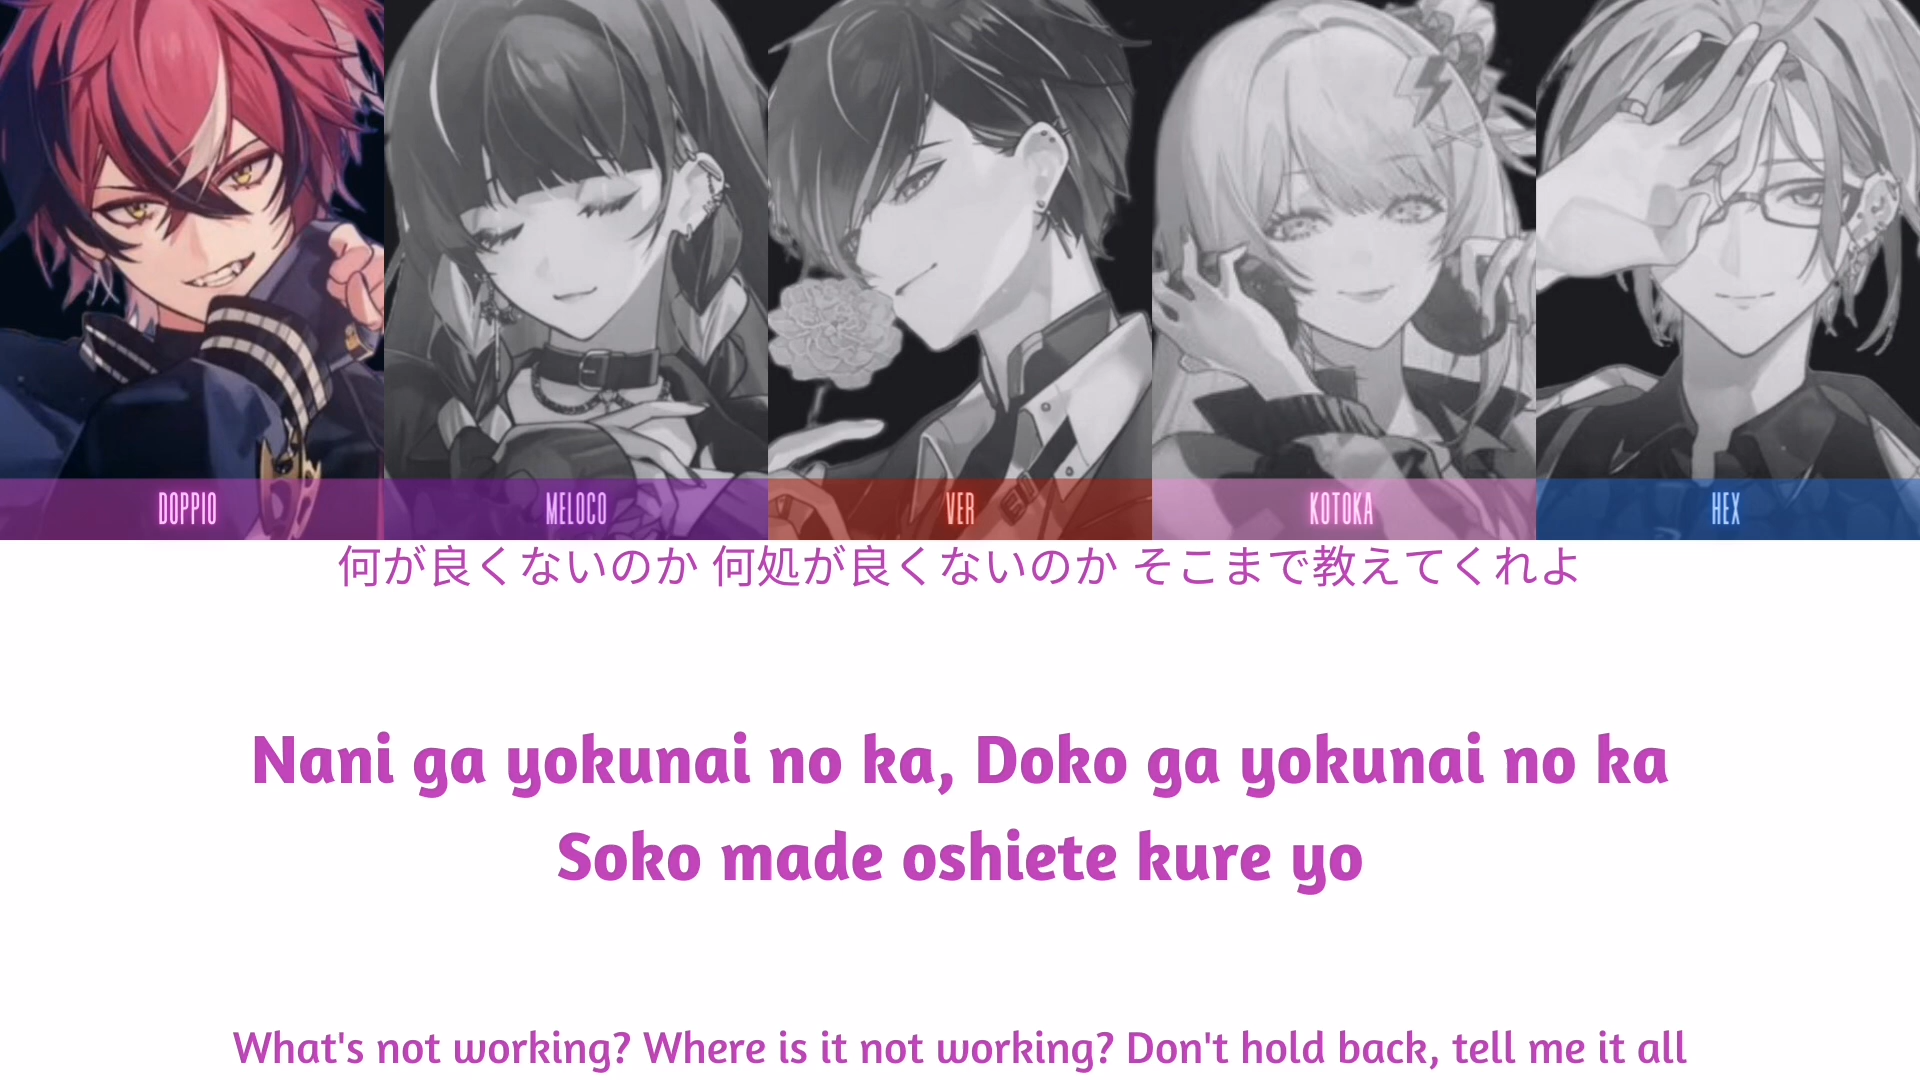 DOPPIO
MELOCO
VER
KOTOKA
HEX
何が良くないのか 何処が良くないのか そこまで教えてくれよ
Nani ga yokunai no ka, Doko ga yokunai no ka
Soko made oshiete kure yo
What's not working? Where is it not working? Don't hold back, tell me it all